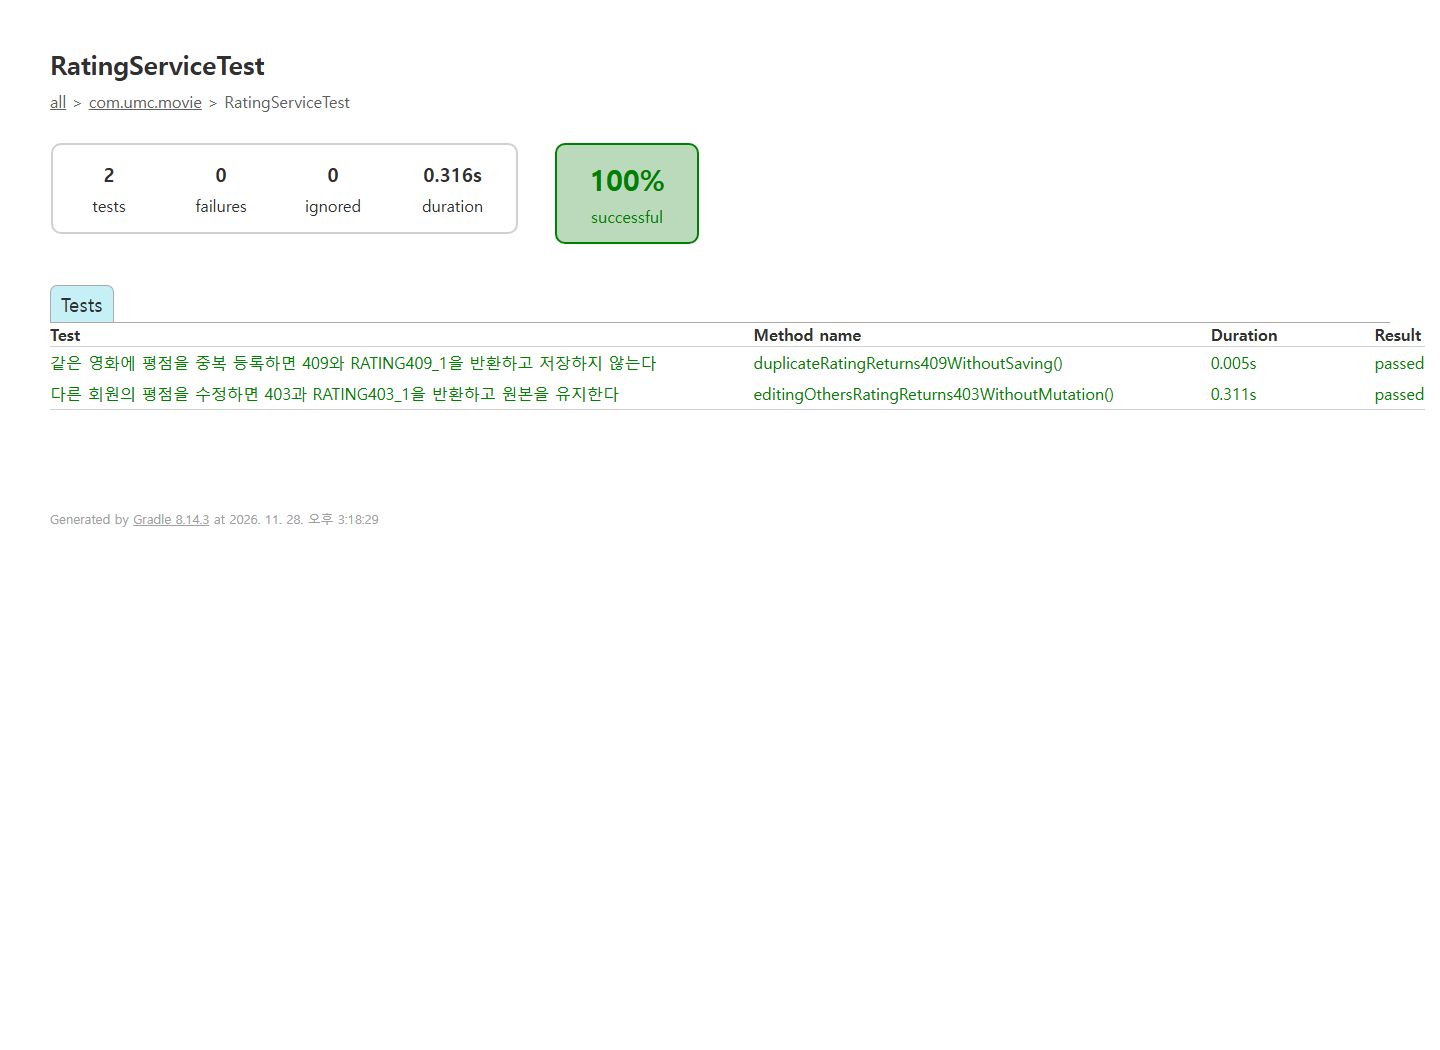 RatingServiceTest
all > com.umc.movie > RatingServiceTest
2 0 0 0.316s
tests failures ignored duration
100%
successful
Tests
Test Method name Duration Result
같은 영화에 평점을 중복 등록하면 409와 RATING409_1을 반환하고 저장하지 않는다 duplicateRatingReturns409WithoutSaving() 0.005s passed
다른 회원의 평점을 수정하면 403과 RATING403_1을 반환하고 원본을 유지한다 editingOthersRatingReturns403WithoutMutation() 0.311s passed
Generated by Gradle 8.14.3 at 2026. 11. 28. 오후 3:18:29